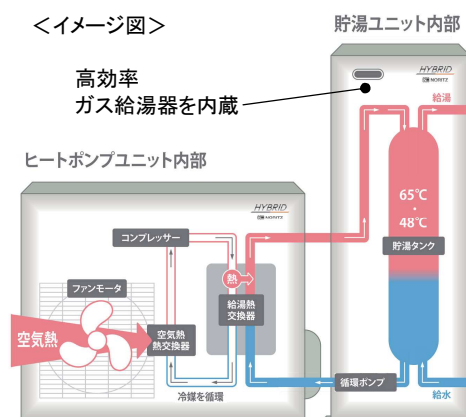 ＜イメージ図＞
貯湯ユニット内部
高効率
ガス給湯器を内蔵
HYBRID
NORITZ
給湯
ヒートポンプユニット内部
65℃
・
48℃
貯湯タンク
HYBRID
NORITZ
コンプレッサー
熱
ファンモータ
給湯熱
交換器
空気熱
空気熱
熱交換器
循環ポンプ
冷媒を循環
給水